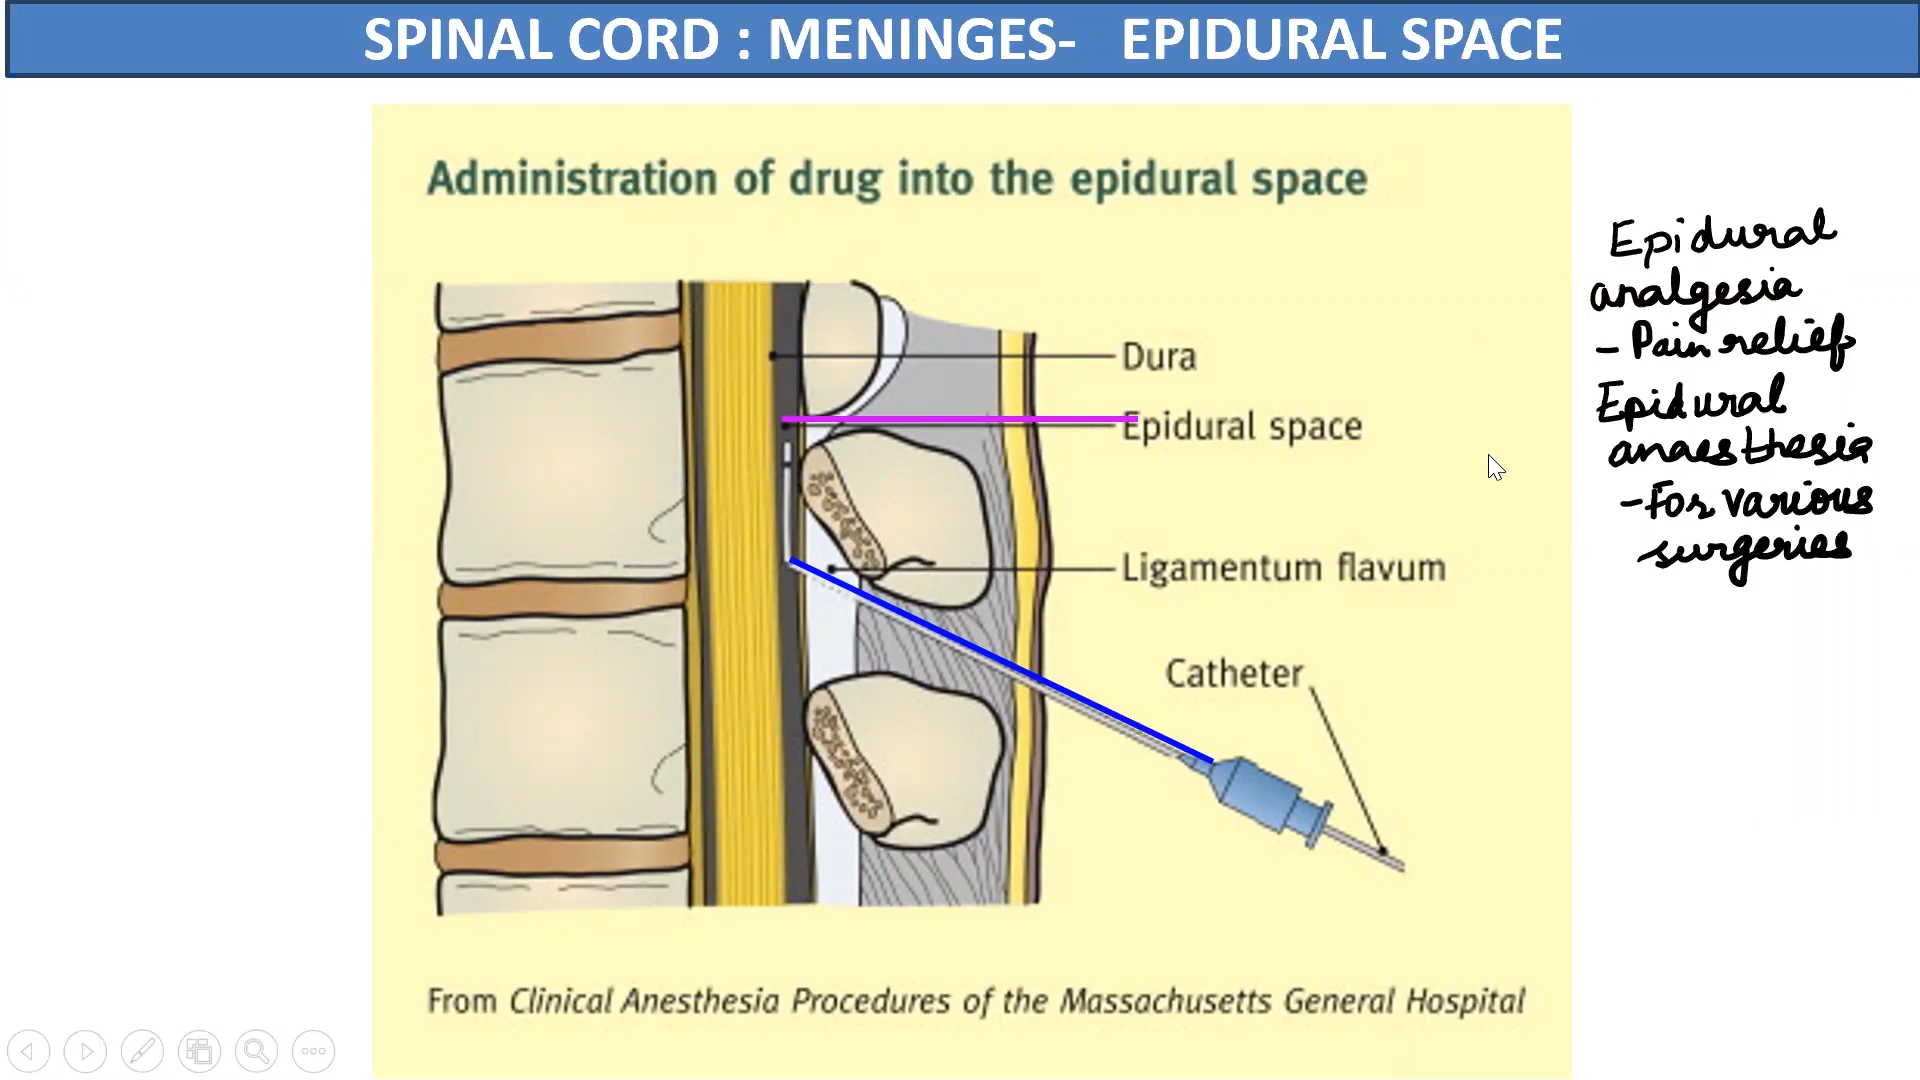 SPINAL CORD : MENINGES- EPIDURAL SPACE
Administration of drug into the epidural space
Dura
Epidural space
Ligamentum flavum
Catheter
From Clinical Anesthesia Procedures of the Massachusetts General Hospital
Epidural
analgesia
- Pain relief
Epidural
anaesthesia
- For various
surgeries